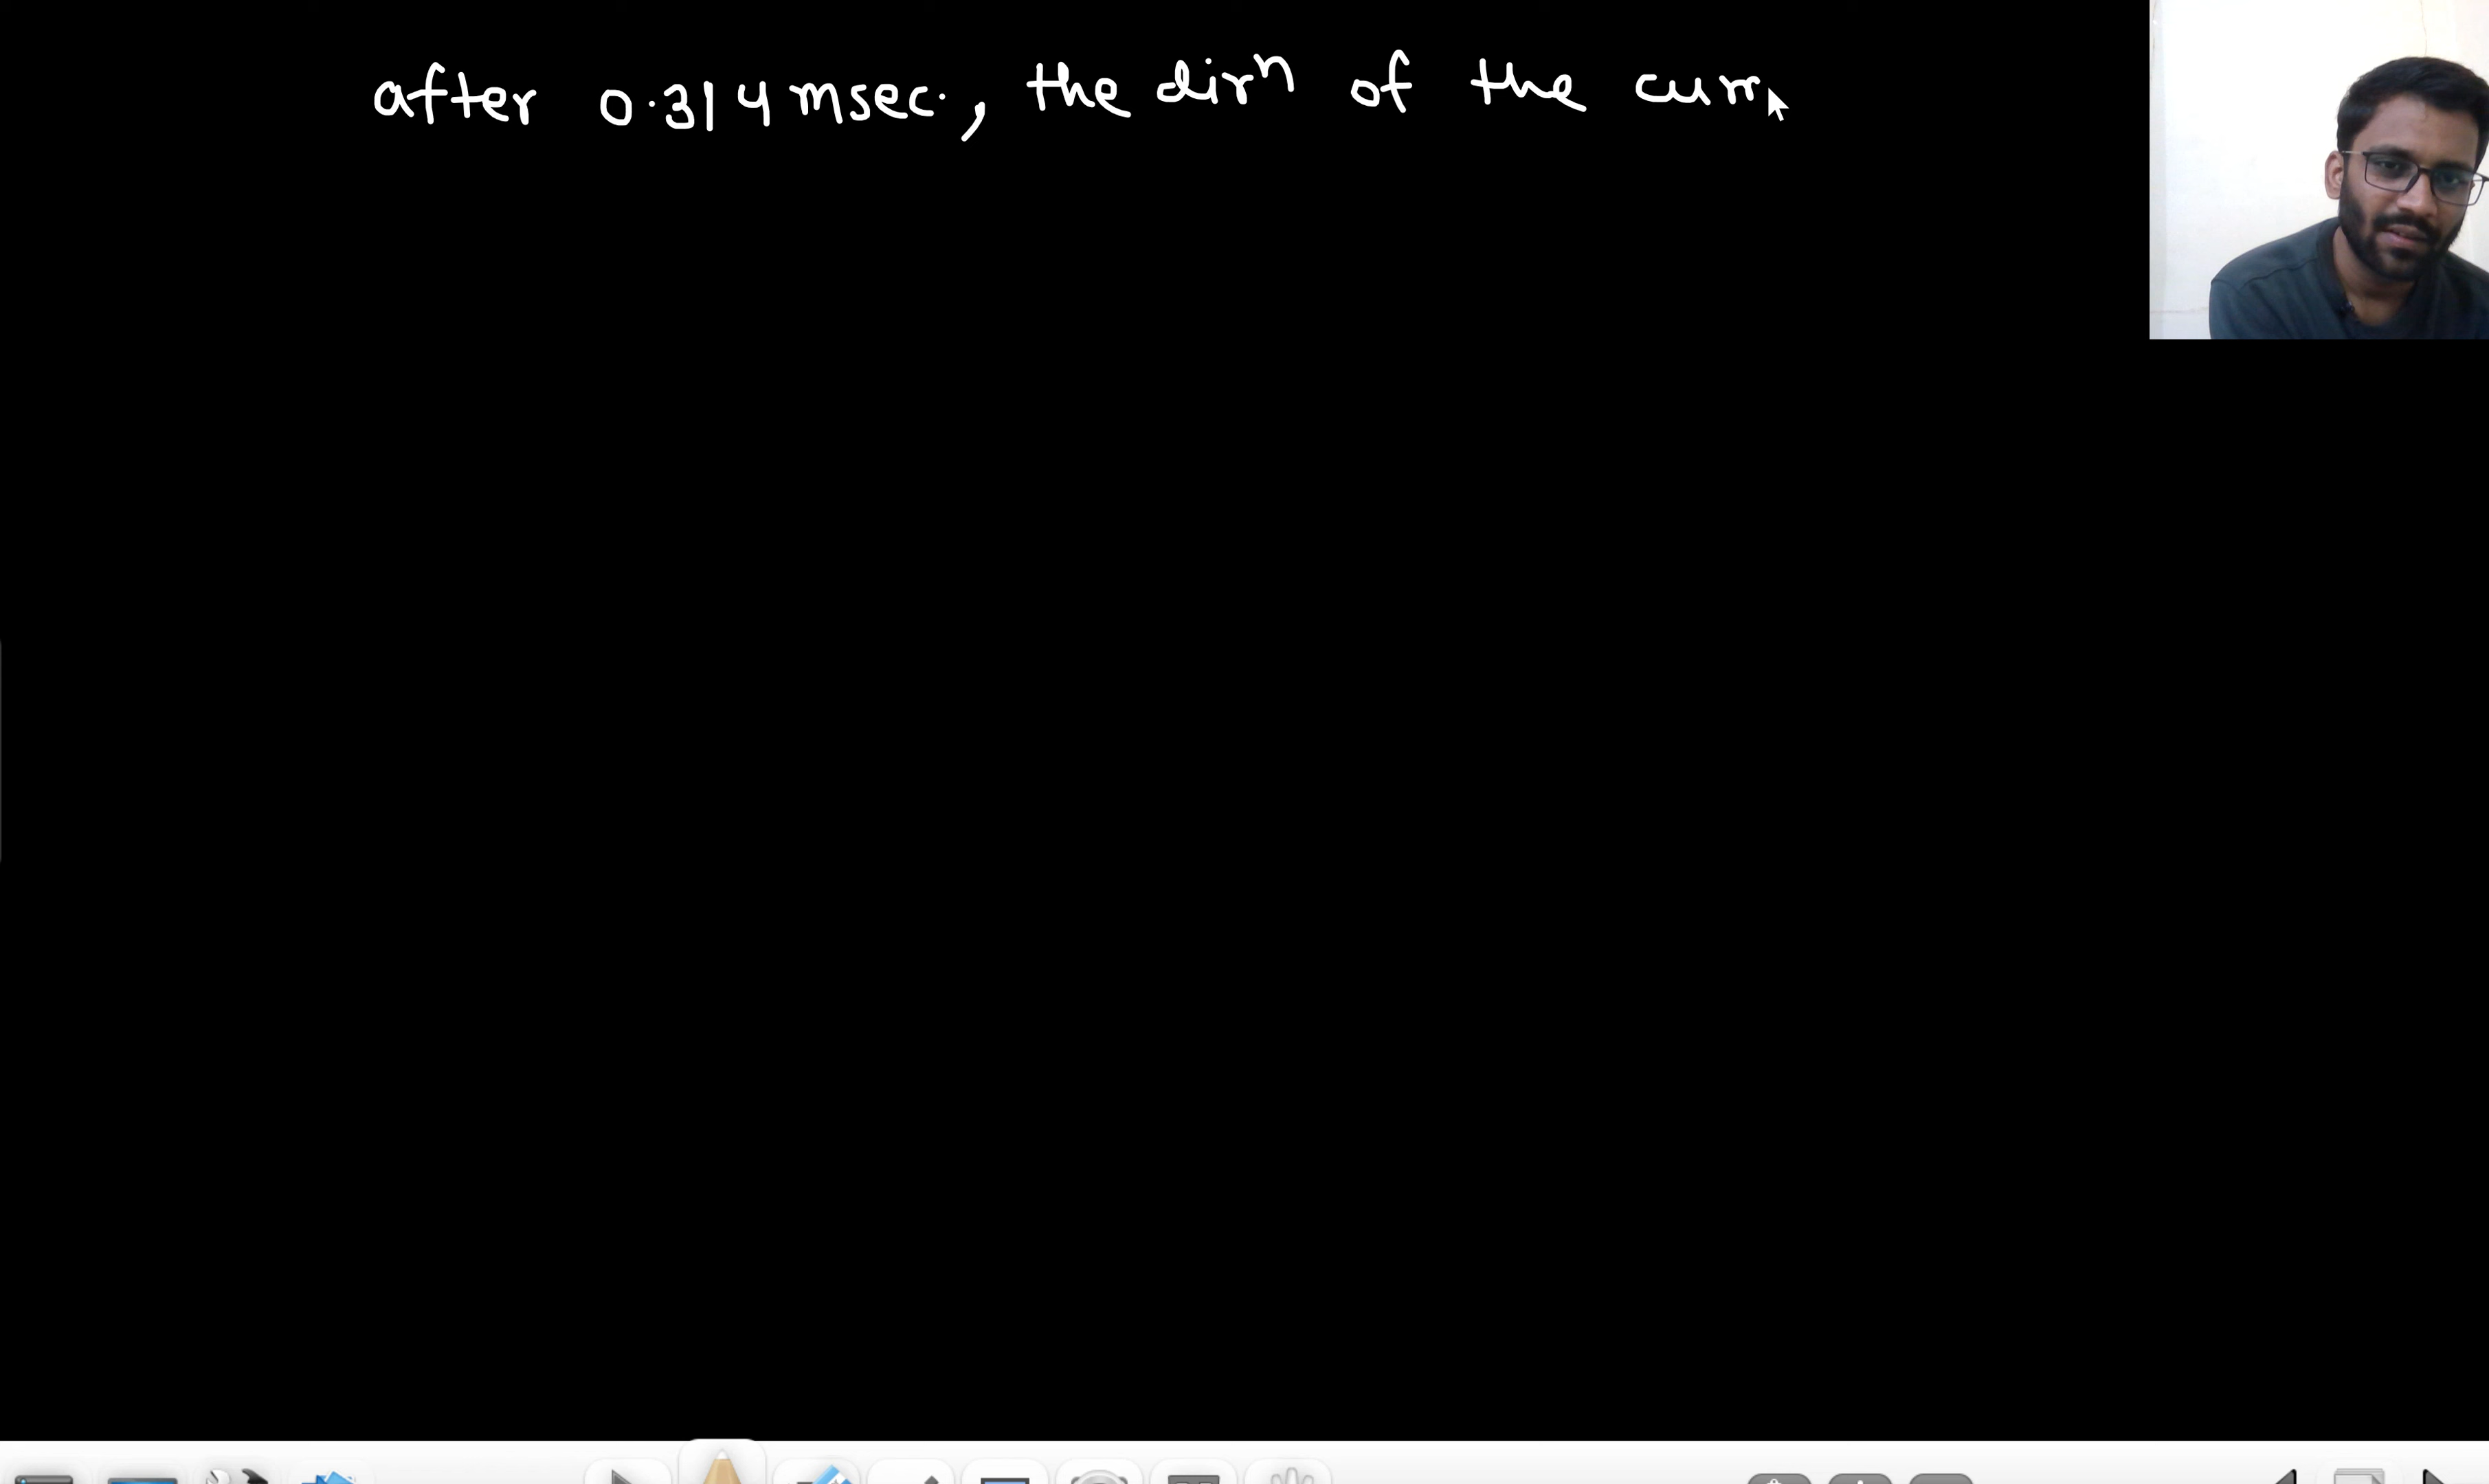 after 0.314 msec., the dirn of the curr